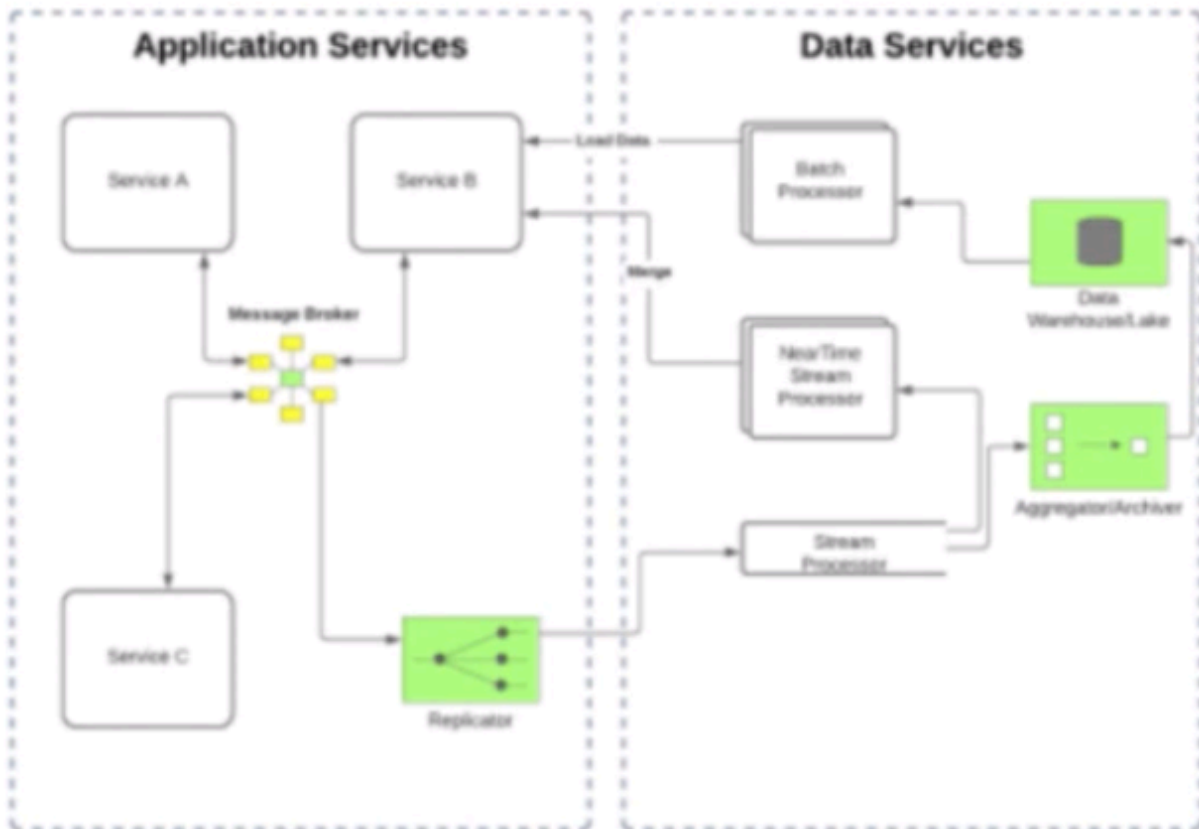 Application Services
Data Services
Service A
Service B
Load Data
Batch
Processor
Merge
Data
Warehouse/Lake
Message Broker
NearTime
Stream
Processor
Aggregator/Archiver
Stream
Processor
Service C
Replicator